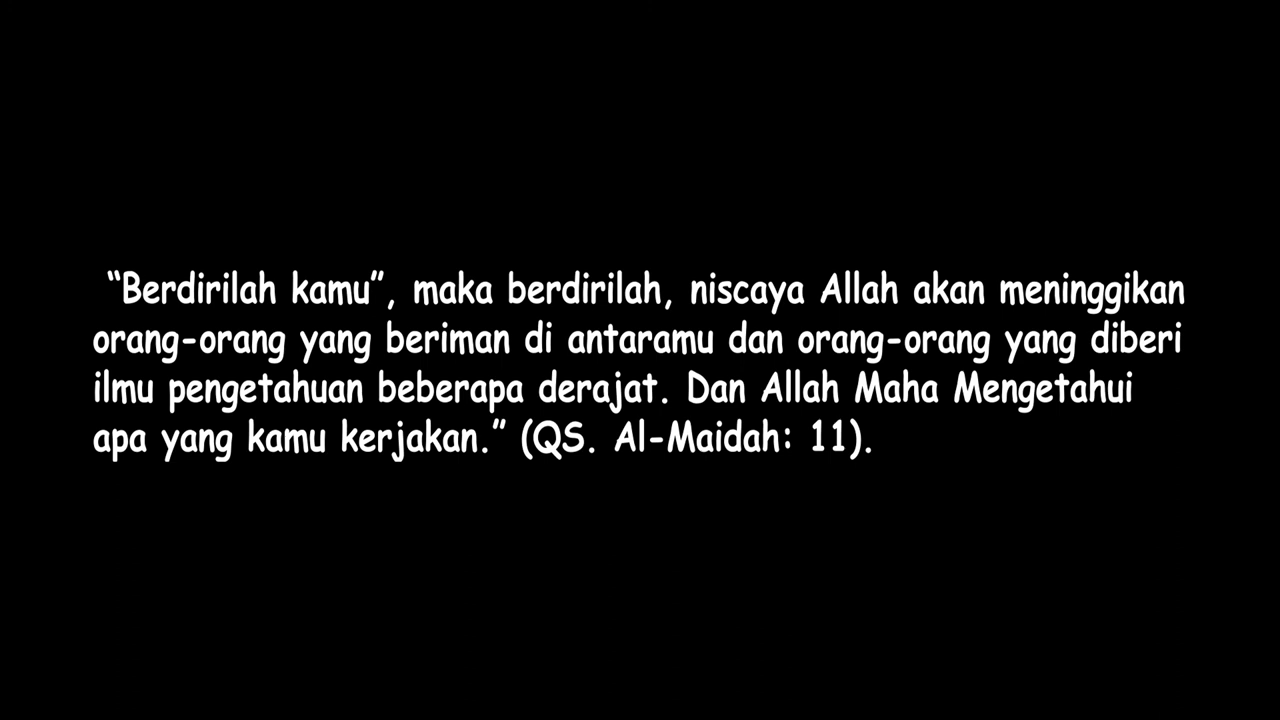 “Berdirilah kamu”, maka berdirilah, niscaya Allah akan meninggikan
orang-orang yang beriman di antaramu dan orang-orang yang diberi
ilmu pengetahuan beberapa derajat. Dan Allah Maha Mengetahui
apa yang kamu kerjakan.” (QS. Al-Maidah: 11).